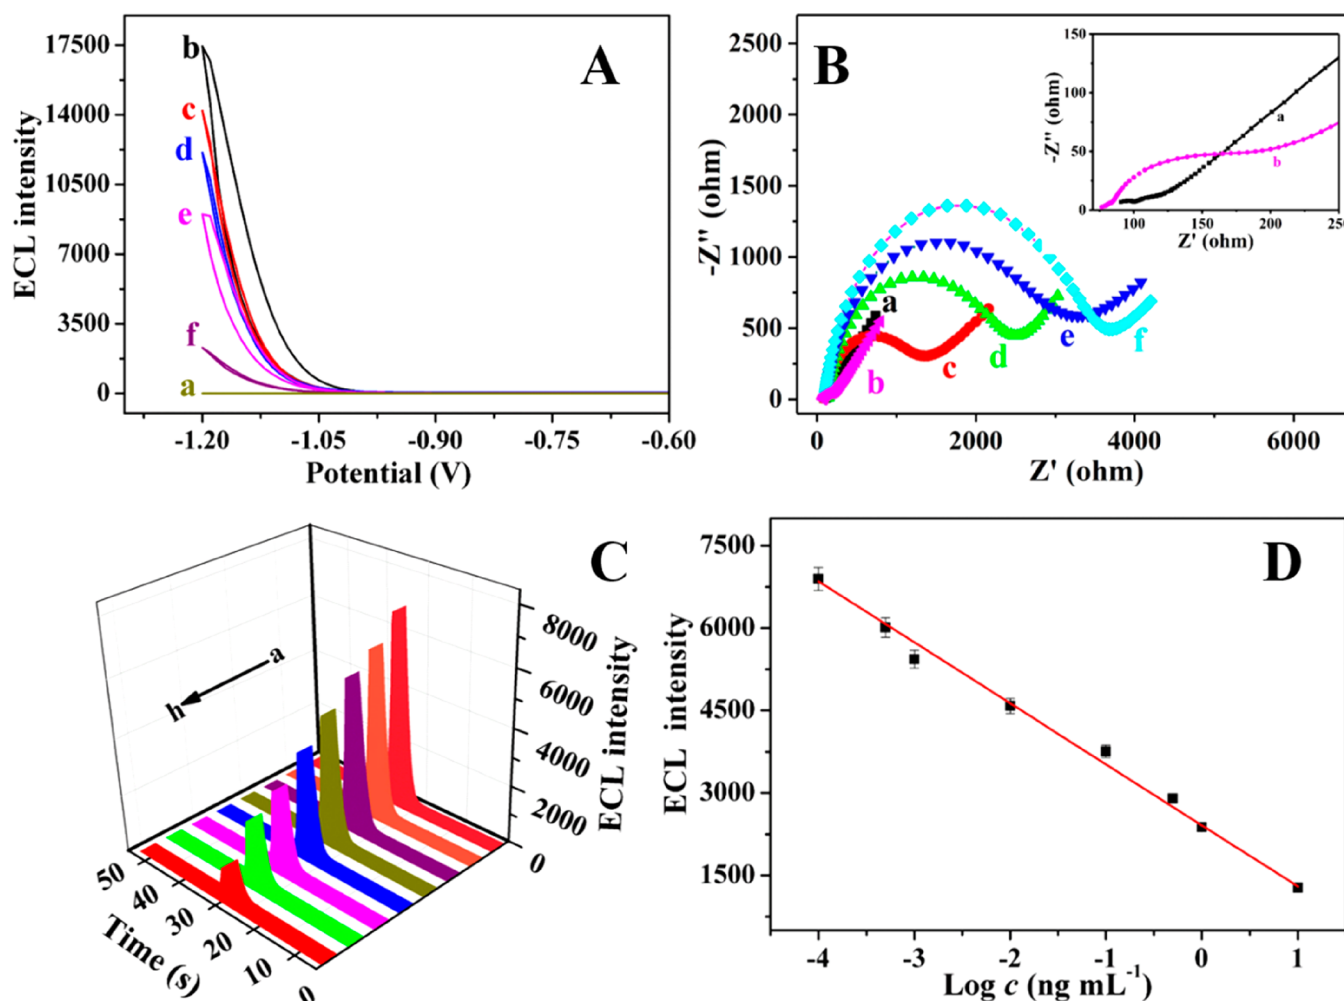 A
17500
14000
10500
7000
3500
0
ECL intensity
b
c
d
e
f
a
-1.20
-1.05
-0.90
-0.75
-0.60
Potential (V)
B
2500
2000
1500
1000
500
0
-Z" (ohm)
a
b
c
d
e
f
0
2000
4000
6000
Z' (ohm)
150
100
50
0
-Z" (ohm)
a
b
100
150
200
250
Z' (ohm)
C
a
h
8000
6000
4000
2000
0
ECL intensity
50
40
30
20
10
0
Time (s)
D
7500
6000
4500
3000
1500
ECL intensity
-4
-3
-2
-1
0
1
Log c (ng mL⁻¹)